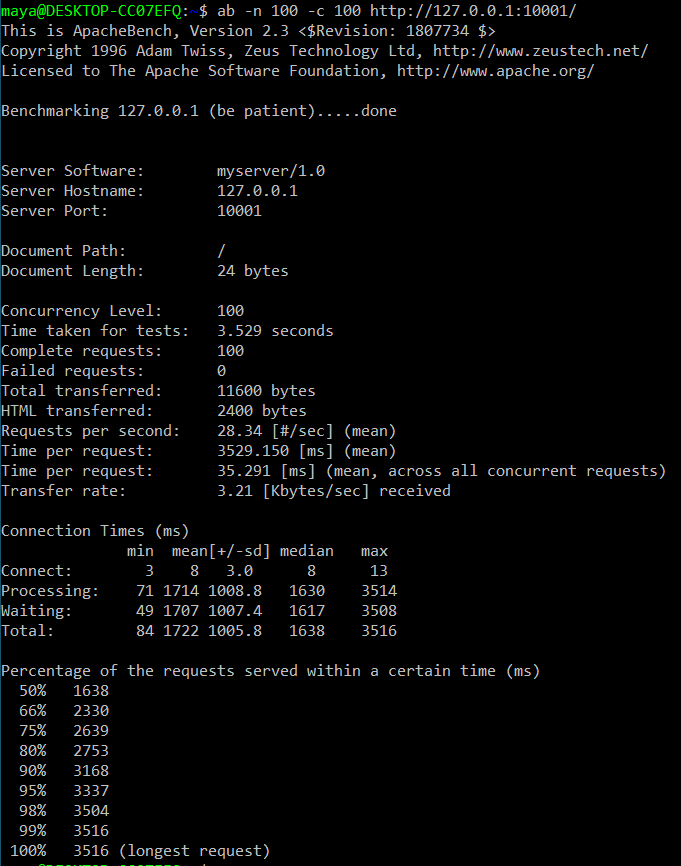 maya@DESKTOP-CC07EFQ:~$ ab -n 100 -c 100 http://127.0.0.1:10001/
This is ApacheBench, Version 2.3 <$Revision: 1807734 $>
Copyright 1996 Adam Twiss, Zeus Technology Ltd, http://www.zeustech.net/
Licensed to The Apache Software Foundation, http://www.apache.org/

Benchmarking 127.0.0.1 (be patient).....done


Server Software:        myserver/1.0
Server Hostname:        127.0.0.1
Server Port:            10001

Document Path:          /
Document Length:        24 bytes

Concurrency Level:      100
Time taken for tests:   3.529 seconds
Complete requests:      100
Failed requests:        0
Total transferred:      11600 bytes
HTML transferred:       2400 bytes
Requests per second:    28.34 [#/sec] (mean)
Time per request:       3529.150 [ms] (mean)
Time per request:       35.291 [ms] (mean, across all concurrent requests)
Transfer rate:          3.21 [Kbytes/sec] received

Connection Times (ms)
              min  mean[+/-sd] median   max
Connect:        3    8   3.0      8      13
Processing:    71 1714 1008.8   1630    3514
Waiting:       49 1707 1007.4   1617    3508
Total:         84 1722 1005.8   1638    3516

Percentage of the requests served within a certain time (ms)
  50%   1638
  66%   2330
  75%   2639
  80%   2753
  90%   3168
  95%   3337
  98%   3504
  99%   3516
 100%   3516 (longest request)